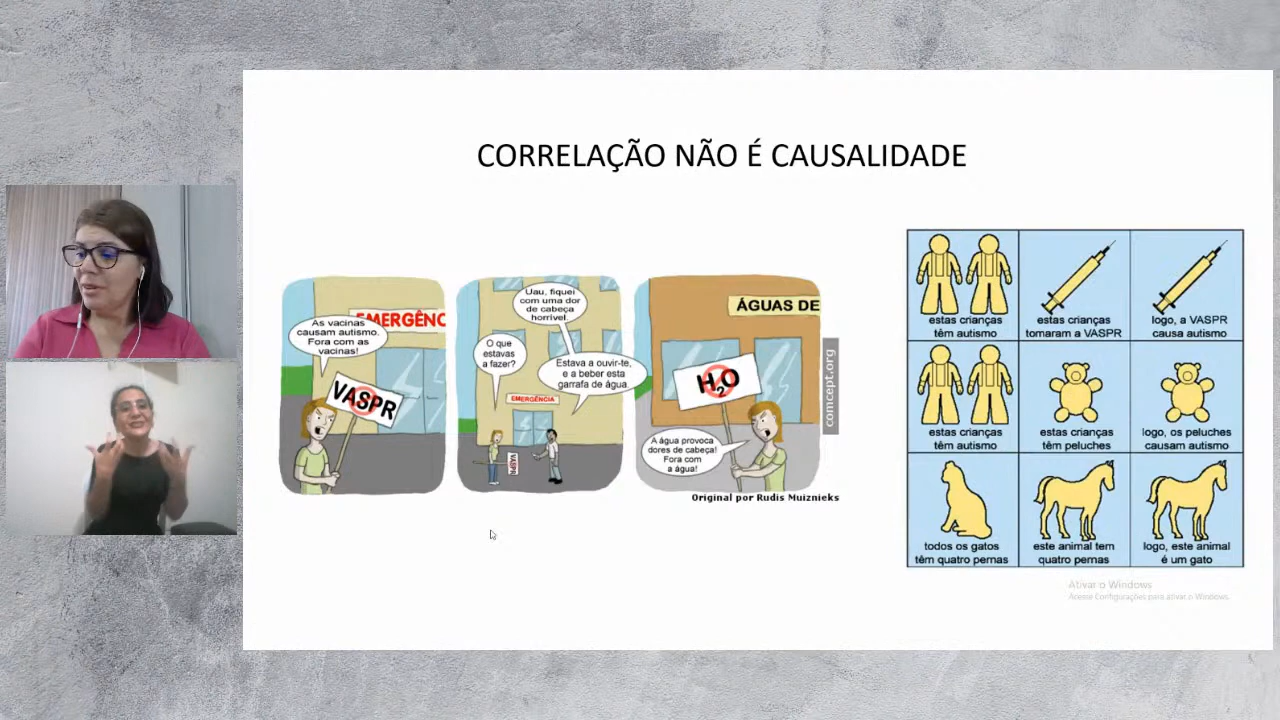 CORRELAÇÃO NÃO É CAUSALIDADE
EMERGÊNC
As vacinas
causam autismo.
Fora com as
vacinas!
VASPR
Uau, fiquei
com uma dor
de cabeça
horrível.
O que
estavas
a fazer?
Estava a ouvir-te,
e a beber esta
garrafa de água.
EMERGÊNCIA
VASPR
ÁGUAS DE
H₂O
A água provoca
dores de cabeça!
Fora com
a água!
comcept.org
Original por Rudis Muiznieks
estas crianças
têm autismo
estas crianças
tomaram a VASPR
logo, a VASPR
causa autismo
estas crianças
têm autismo
estas crianças
têm peluches
logo, os peluches
causam autismo
todos os gatos
têm quatro pernas
este animal tem
quatro pernas
logo, este animal
é um gato
Ativar o Windows
Acesse Configurações para ativar o Windows.